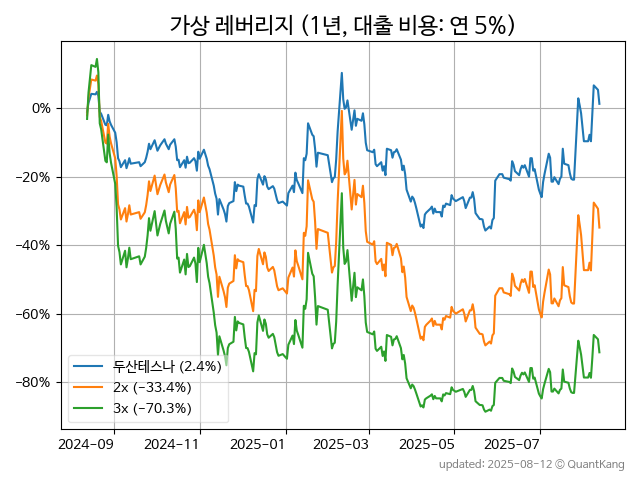 가상 레버리지 (1년, 대출 비용: 연 5%)
0%
−20%
−40%
−60%
−80%
두산테스나 (2.4%)
2x (−33.4%)
3x (−70.3%)
2024-09 2024-11 2025-01 2025-03 2025-05 2025-07
updated: 2025-08-12 © QuantKang